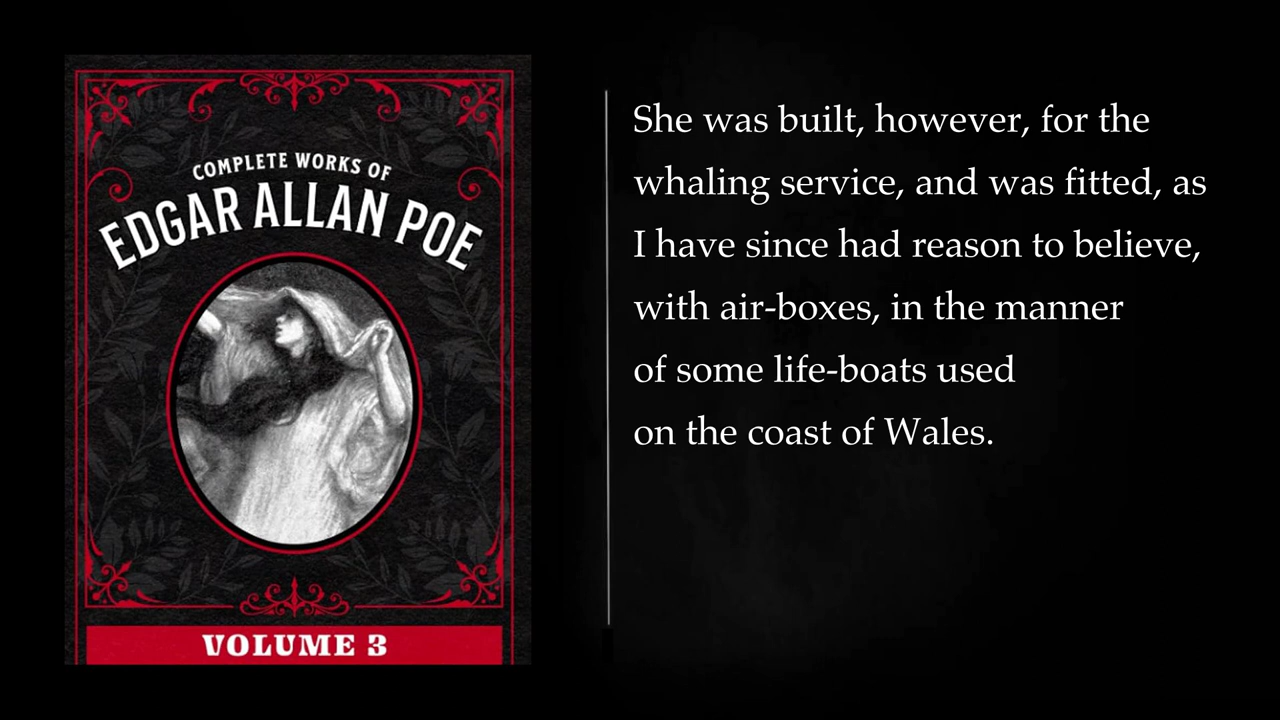 COMPLETE WORKS OF
EDGAR ALLAN POE
VOLUME 3
She was built, however, for the
whaling service, and was fitted, as
I have since had reason to believe,
with air-boxes, in the manner
of some life-boats used
on the coast of Wales.